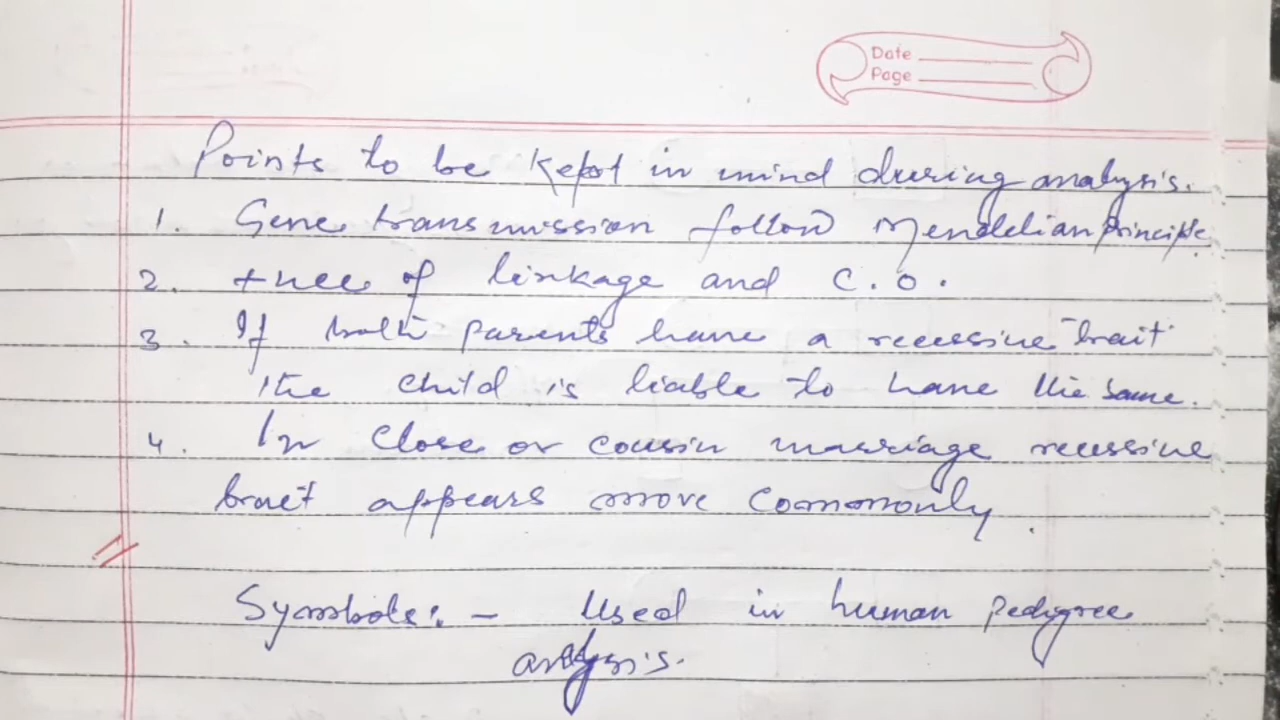 Date
Page
Points to be kept in mind during analysis.
1. Gene transmission follow Mendelian Principle.
2. free of linkage and C.O.
3. If both parents have a recessive trait
the child is liable to have the same.
4. In close or cousin marriage recessive
trait appears more commonly.
Symbols:- Used in human pedigree
analysis.